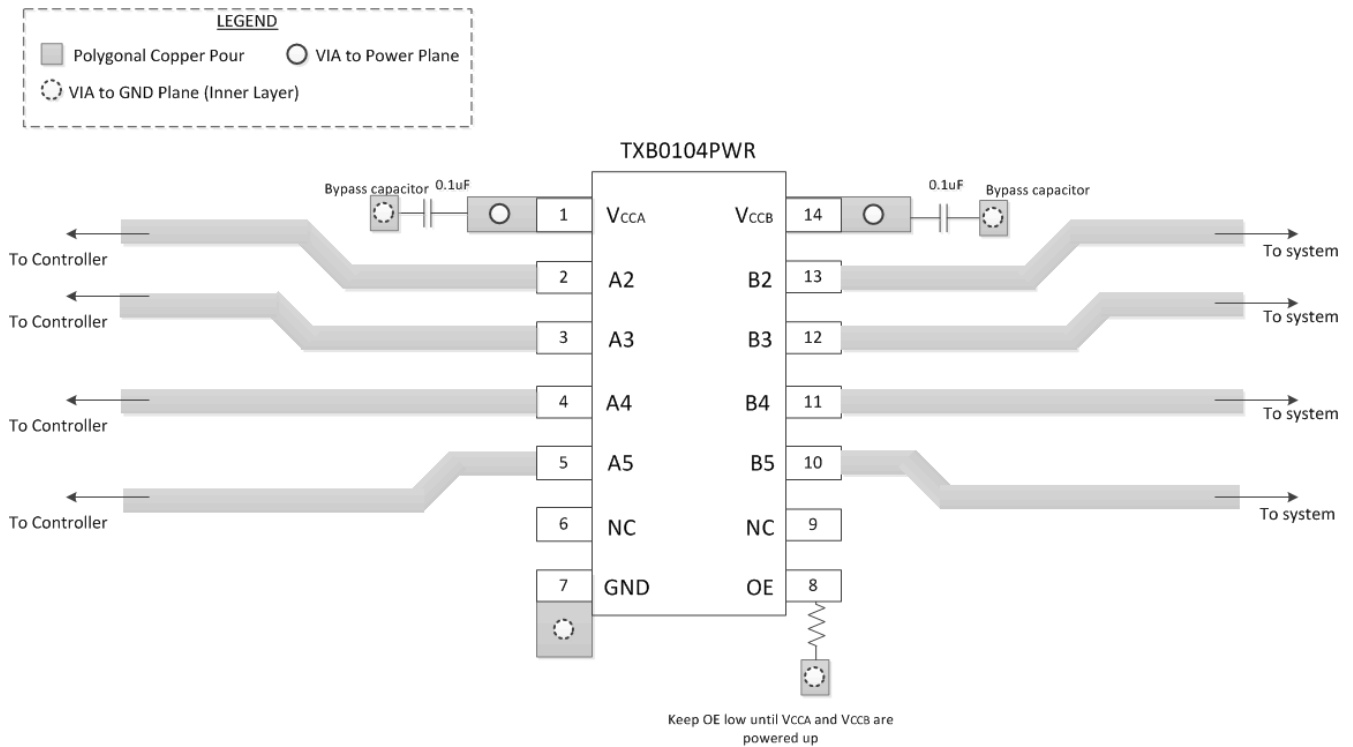 LEGEND
Polygonal Copper Pour
VIA to Power Plane
VIA to GND Plane (Inner Layer)
TXB0104PWR
Bypass capacitor
0.1uF
0.1uF
Bypass capacitor
1
VCCA
VCCB
14
To Controller
To system
2
A2
B2
13
To Controller
To system
3
A3
B3
12
4
A4
B4
11
To Controller
To system
5
A5
B5
10
To Controller
To system
6
NC
NC
9
7
GND
OE
8
Keep OE low until VCCA and VCCB are
powered up